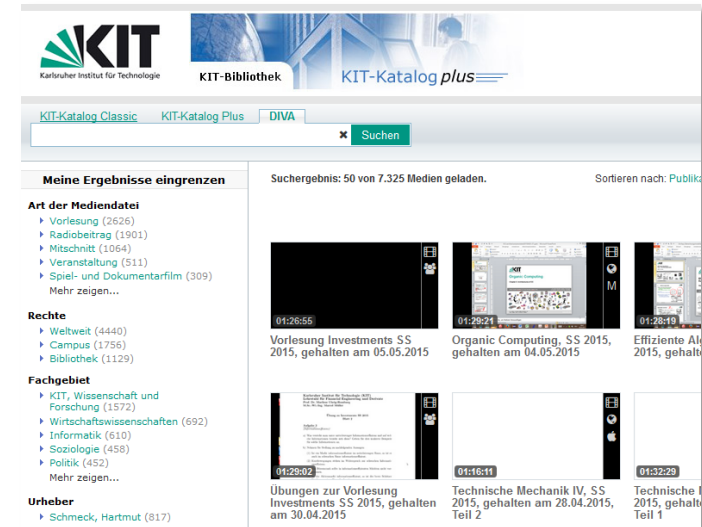 KIT
Karlsruher Institut für Technologie
KIT-Bibliothek
KIT-Katalog plus
KIT-Katalog Classic KIT-Katalog Plus DIVA
Suchen
Meine Ergebnisse eingrenzen
Suchergebnis: 50 von 7.325 Medien geladen.
Sortieren nach: Publika
Art der Mediendatei
Vorlesung (2626)
Radiobeitrag (1901)
Mitschnitt (1064)
Veranstaltung (511)
Spiel- und Dokumentarfilm (309)
Mehr zeigen...
Rechte
Weltweit (4440)
Campus (1756)
Bibliothek (1129)
Fachgebiet
KIT, Wissenschaft und
Forschung (1572)
Wirtschaftswissenschaften (692)
Informatik (610)
Soziologie (458)
Politik (452)
Mehr zeigen...
Urheber
Schmeck, Hartmut (817)
01:26:55
Vorlesung Investments SS
2015, gehalten am 05.05.2015
KIT
Organic Computing
M
01:29:21
Organic Computing, SS 2015,
gehalten am 04.05.2015
01:28:19
Effiziente Alg
2015, gehalte
01:29:02
Übungen zur Vorlesung
Investments SS 2015, gehalten
am 30.04.2015
01:16:11
Technische Mechanik IV, SS
2015, gehalten am 28.04.2015,
Teil 2
01:32:29
Technische
2015, gehalte
Teil 1